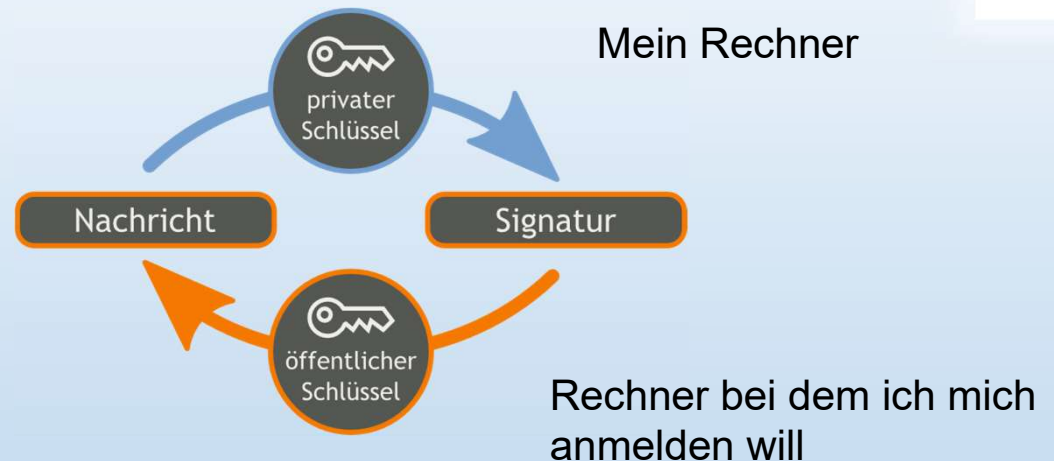 Mein Rechner
privater
Schlüssel
Nachricht
Signatur
öffentlicher
Schlüssel
Rechner bei dem ich mich
anmelden will